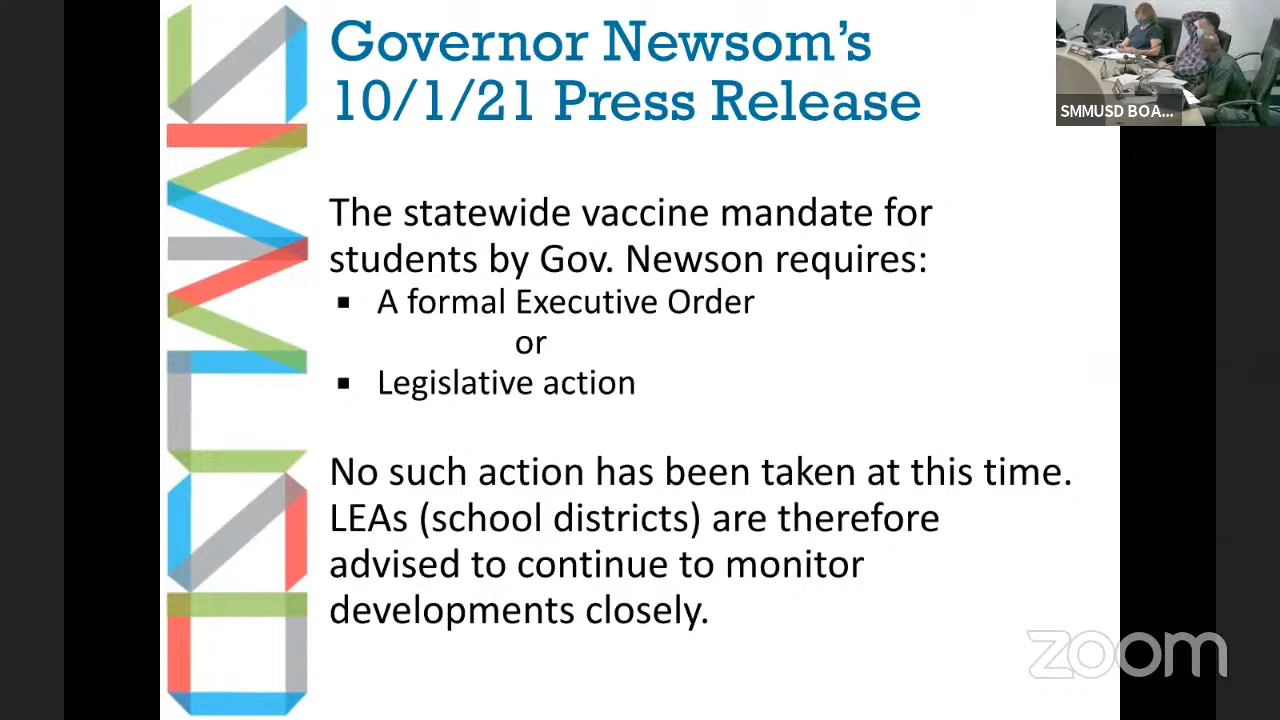 Governor Newsom's
10/1/21 Press Release
SMMUSD BOA...
The statewide vaccine mandate for
students by Gov. Newson requires:
▪ A formal Executive Order
or
▪ Legislative action
No such action has been taken at this time.
LEAs (school districts) are therefore
advised to continue to monitor
developments closely.
zoom
SMMUSD